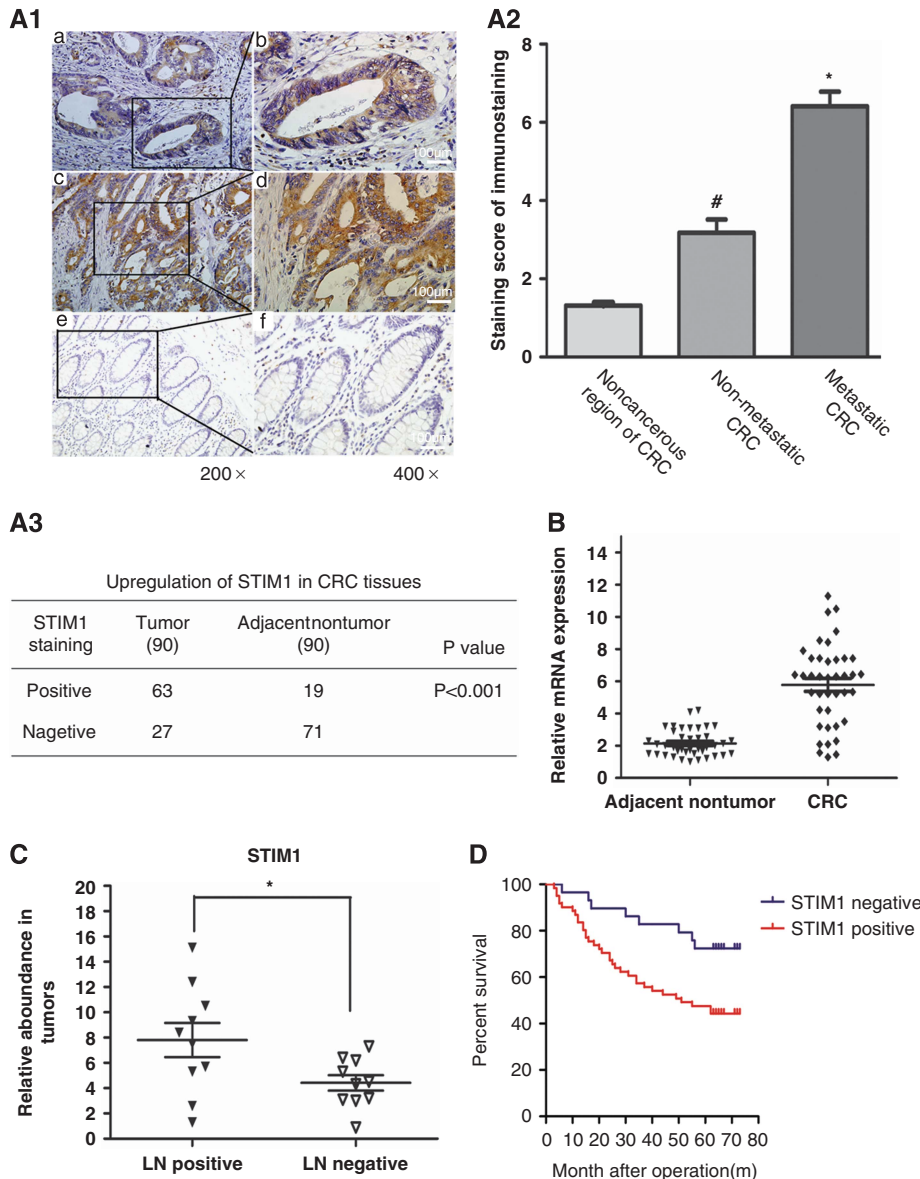 A1
a
b
100µm
c
d
100µm
e
f
100µm
200×
400×
A2
Staining score of immunostaining
8
6
4
2
0
#
*
Noncancerous
region of CRC
Non-metastatic
CRC
Metastatic
CRC
A3
Upregulation of STIM1 in CRC tissues
STIM1 staining
Tumor (90)
Adjacentnontumor (90)
P value
Positive 63 19 P<0.001
Nagetive 27 71
B
Relative mRNA expression
14
12
10
8
6
4
2
0
Adjacent nontumor
CRC
C
STIM1
*
Relative aboundance in
tumors
20
18
16
14
12
10
8
6
4
2
0
LN positive
LN negative
D
Percent survival
100
80
60
40
20
0
STIM1 negative
STIM1 positive
0 10 20 30 40 50 60 70 80
Month after operation(m)